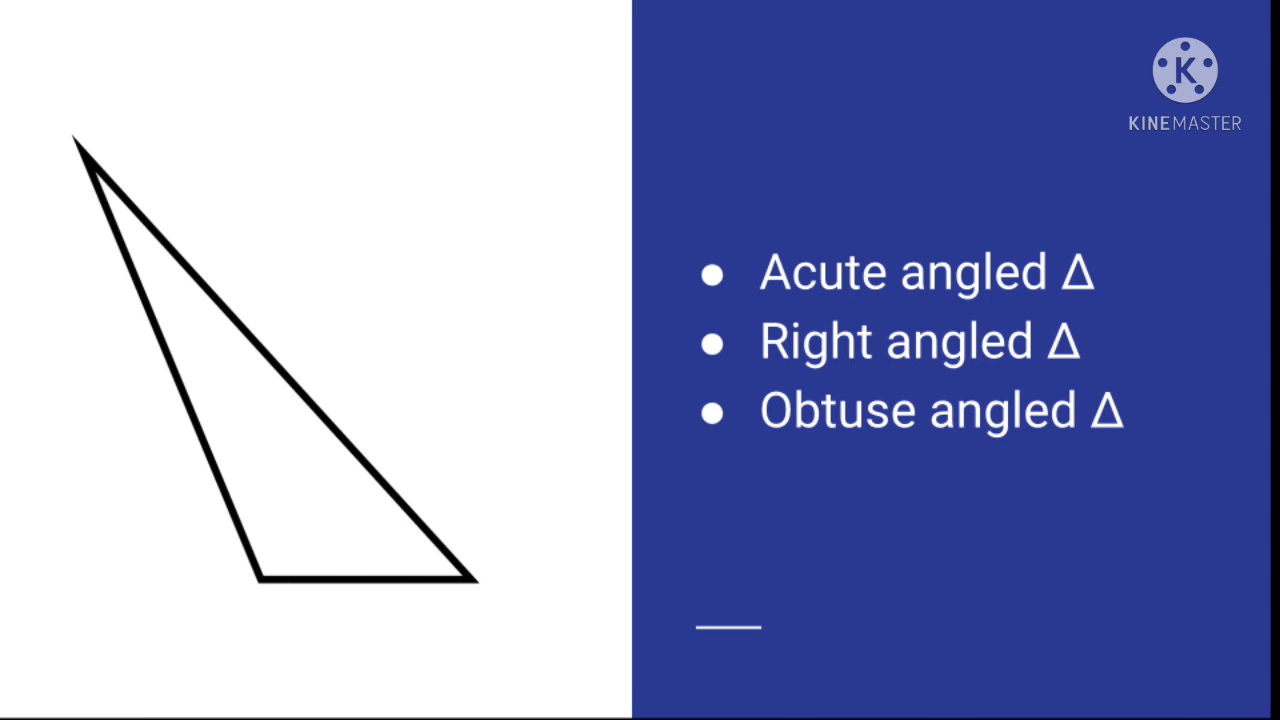 K
KINEMASTER
● Acute angled Δ
● Right angled Δ
● Obtuse angled Δ